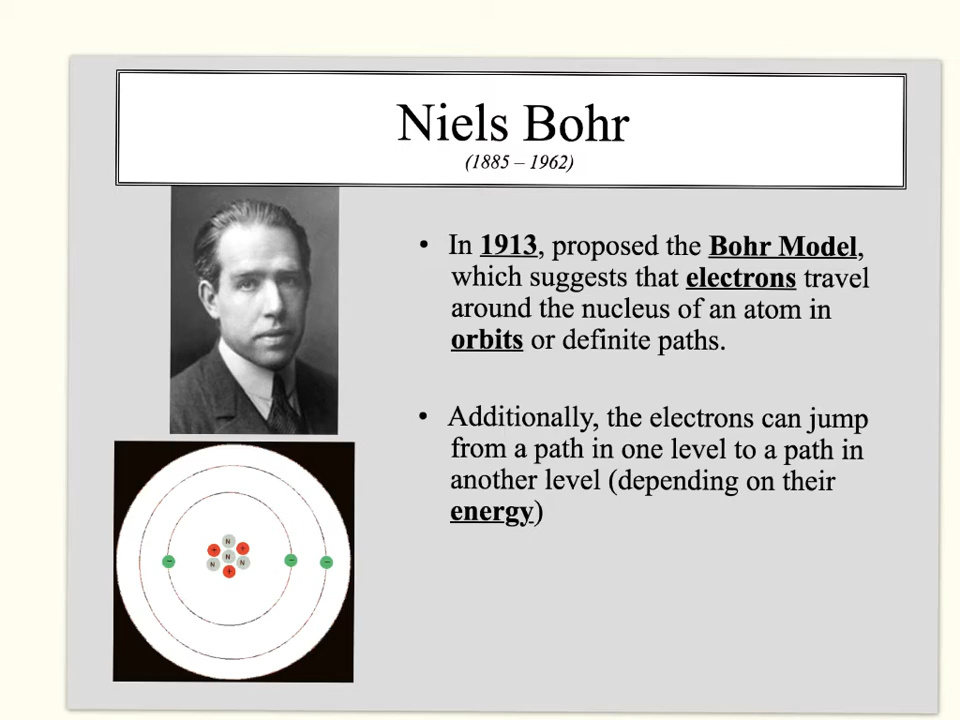 Niels Bohr
(1885 – 1962)
• In 1913, proposed the Bohr Model,
which suggests that electrons travel
around the nucleus of an atom in
orbits or definite paths.
• Additionally, the electrons can jump
from a path in one level to a path in
another level (depending on their
energy)
N
+ +
N
N N
+
− − −